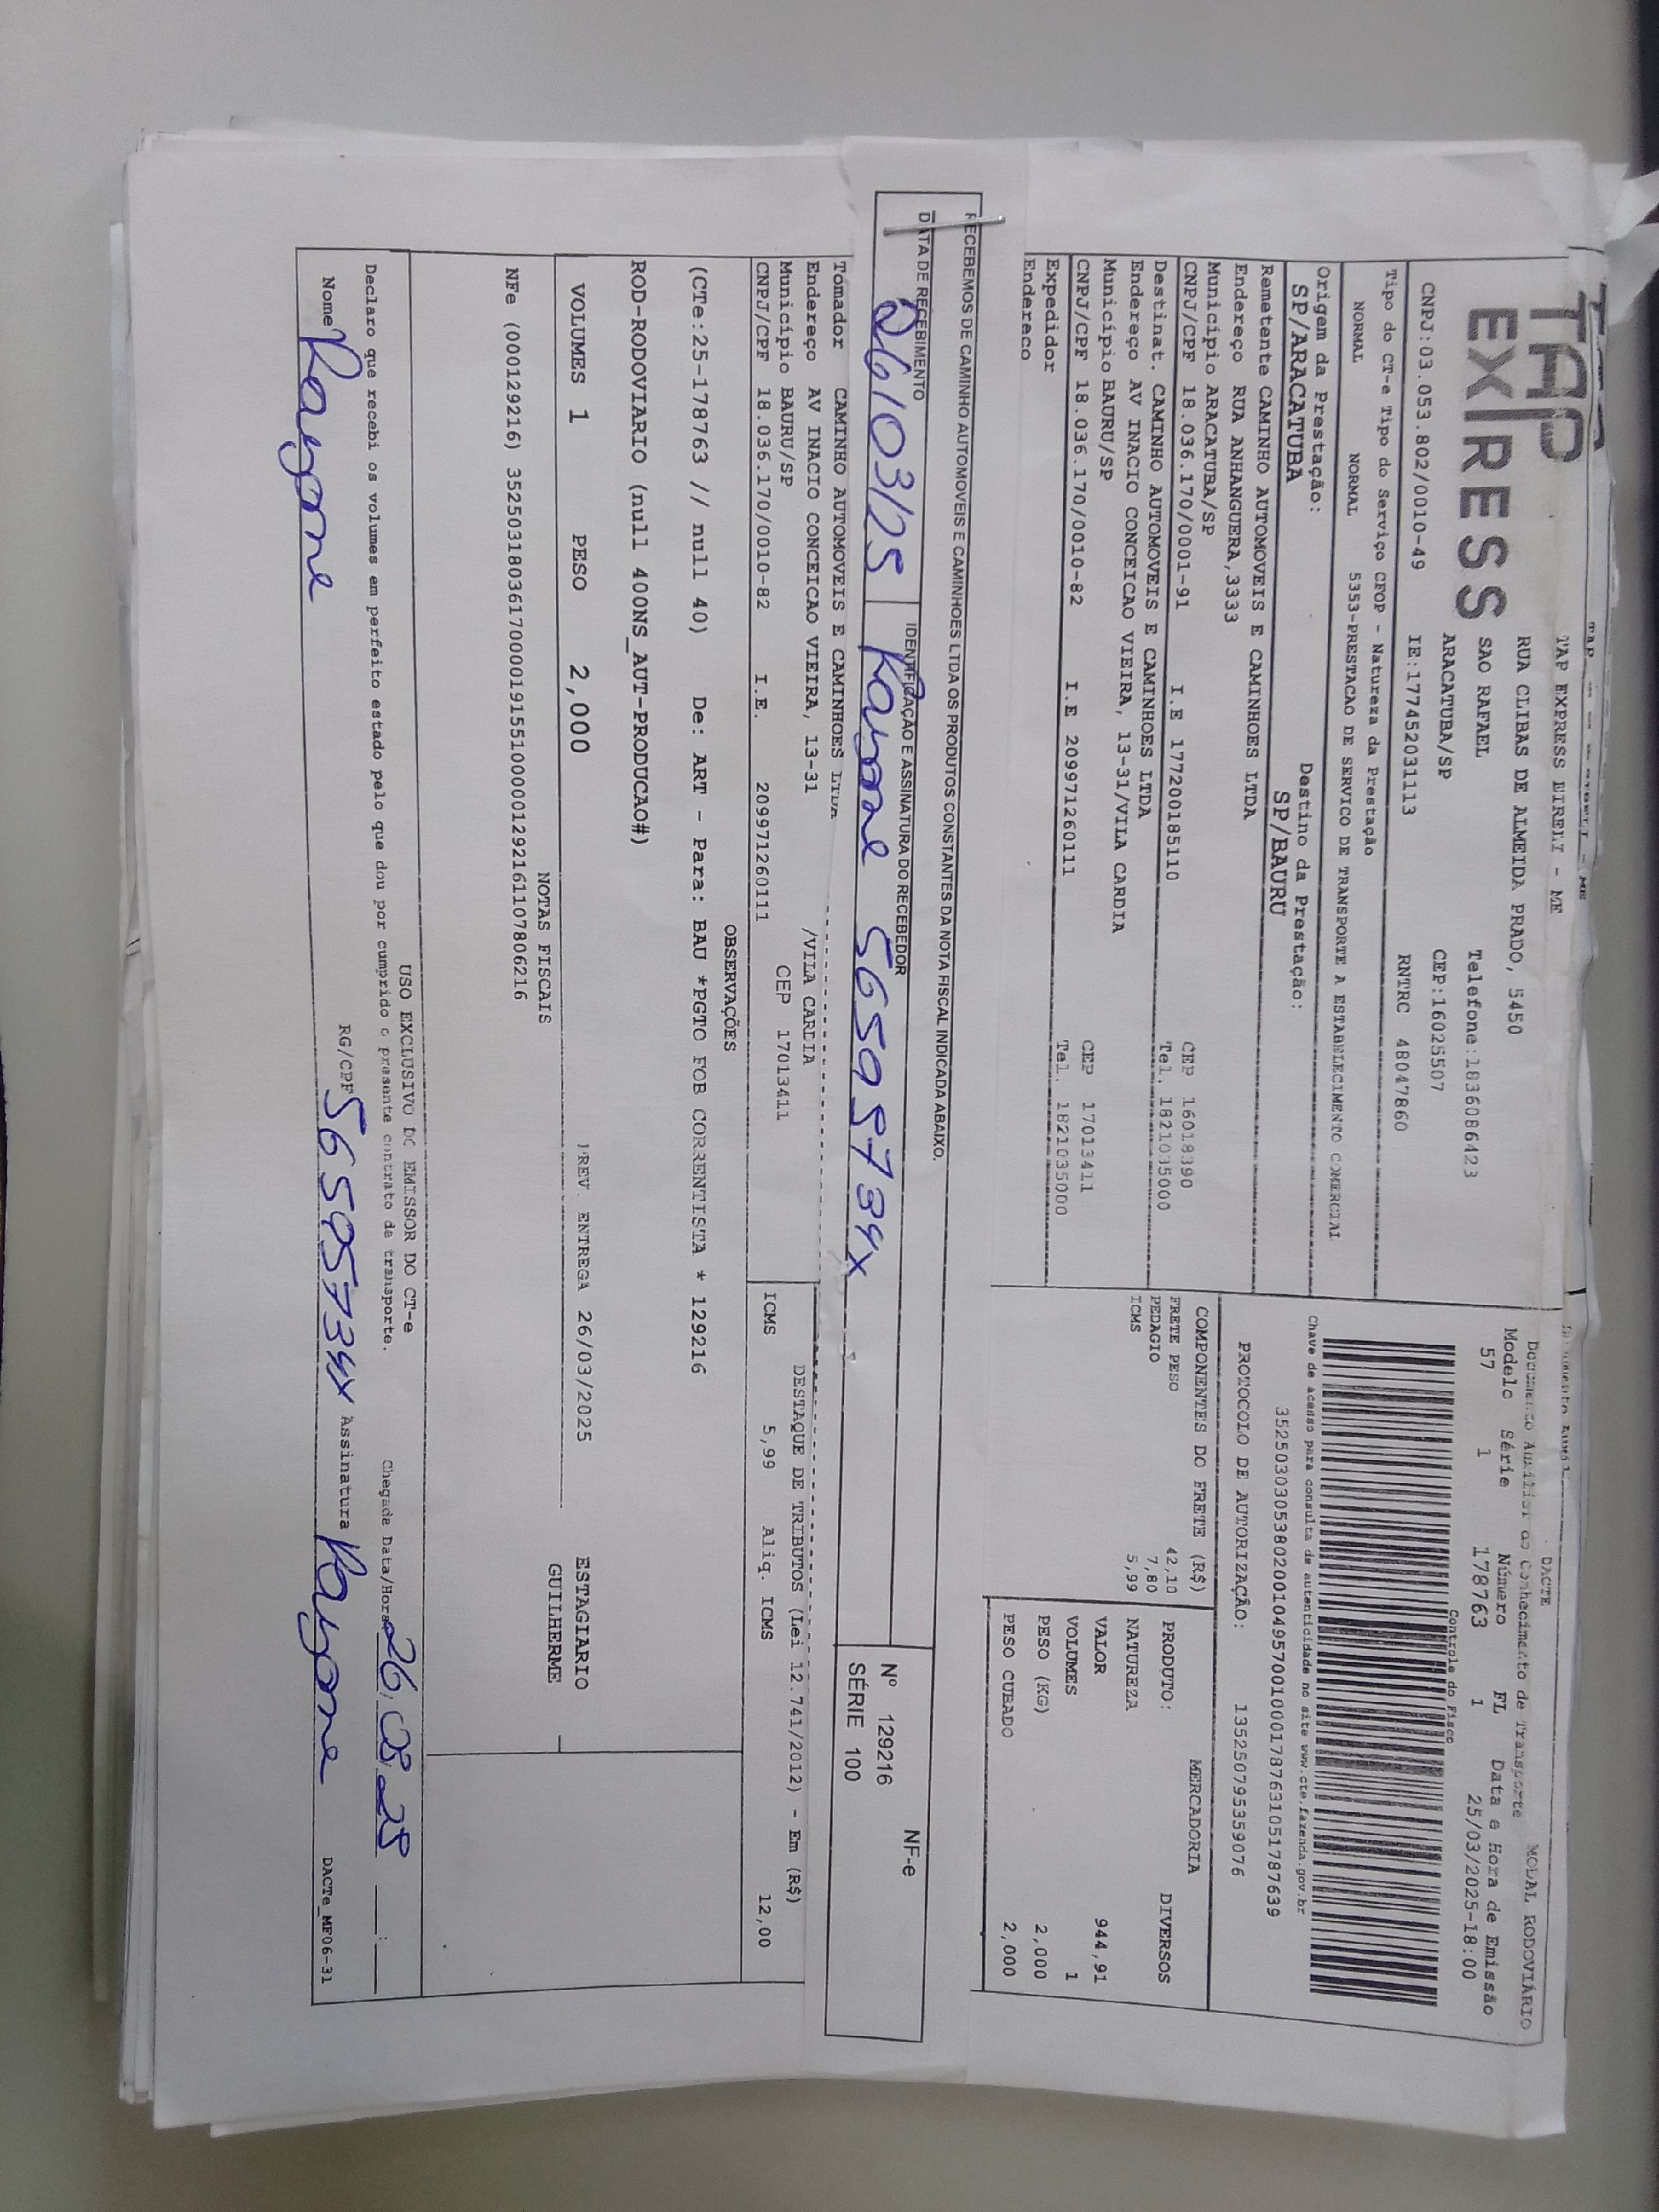 TAP EXPRESS
TAP EXPRESS EIRELI - ME
RUA CLIBAS DE ALMEIDA PRADO, 5450
SAO RAFAEL Telefone:1836086423
ARACATUBA/SP CEP:16025507
CNPJ:03.053.802/0010-49 IE:177452031113 RNTRC 48047860
DACTE MODAL RODOVIÁRIO
Documento Auxiliar do Conhecimento de Transporte
Modelo Série Número FL Data e Hora de Emissão
57 1 178763 1 25/03/2025-18:00
Controle do Fisco
Tipo do CT-e Tipo do Serviço CFOP - Natureza da Prestação
NORMAL NORMAL 5353-PRESTACAO DE SERVICO DE TRANSPORTE A ESTABELECIMENTO COMERCIAL
Chave de acesso para consulta de autenticidade no site www.cte.fazenda.gov.br
35250303053802001049570010001787631051787639
Origem da Prestação: Destino da Prestação:
SP/ARACATUBA SP/BAURU
PROTOCOLO DE AUTORIZAÇÃO: 135250795359076
Remetente CAMINHO AUTOMOVEIS E CAMINHOES LTDA
Endereço RUA ANHANGUERA,3333
Município ARACATUBA/SP CEP 16018390
CNPJ/CPF 18.036.170/0001-91 I.E 177200185110 Tel. 1821035000
Destinat. CAMINHO AUTOMOVEIS E CAMINHOES LTDA
Endereço AV INACIO CONCEICAO VIEIRA, 13-31/VILA CARDIA
Município BAURU/SP CEP 17013411
CNPJ/CPF 18.036.170/0010-82 I.E 209971260111 Tel. 1821035000
Expedidor
Endereco
COMPONENTES DO FRETE (R$)
FRETE PESO 42,10
PEDAGIO 7,80
ICMS 5,99
MERCADORIA
PRODUTO: DIVERSOS
NATUREZA
VALOR 944,91
VOLUMES 1
PESO (KG) 2,000
PESO CUBADO 2,000
RECEBEMOS DE CAMINHO AUTOMOVEIS E CAMINHOES LTDA OS PRODUTOS CONSTANTES DA NOTA FISCAL INDICADA ABAIXO.
DATA DE RECEBIMENTO IDENTIFICAÇÃO E ASSINATURA DO RECEBEDOR
26/03/25 Rayone 56505734x
NF-e
Nº 129216
SÉRIE 100
Tomador CAMINHO AUTOMOVEIS E CAMINHOES LTDA
Endereço AV INACIO CONCEICAO VIEIRA, 13-31 /VILA CARDIA
Município BAURU/SP CEP 17013411
CNPJ/CPF 18.036.170/0010-82 I.E. 209971260111
DESTAQUE DE TRIBUTOS (Lei 12.741/2012) - Em (R$)
ICMS 5,99 Aliq. ICMS 12,00
OBSERVAÇÕES
(CTe:25-178763 // null 40) De: ART - Para: BAU *PGTO FOB CORRENTISTA * 129216
ROD-RODOVIARIO (null 400NS_AUT-PRODUCAO#)
VOLUMES 1 PESO 2,000 PREV. ENTREGA 26/03/2025 ESTAGIARIO
GUILHERME
NOTAS FISCAIS
NFe (000129216) 35250318036170000191551000001292161107806216
USO EXCLUSIVO DO EMISSOR DO CT-e
Declaro que recebi os volumes em perfeito estado pelo que dou por cumprido o presente contrato de transporte. Chegada Data/Hora 26,03,25 __:__
Nome Rayone RG/CPF 56505734x Assinatura Rayone DACTe_MF06-31